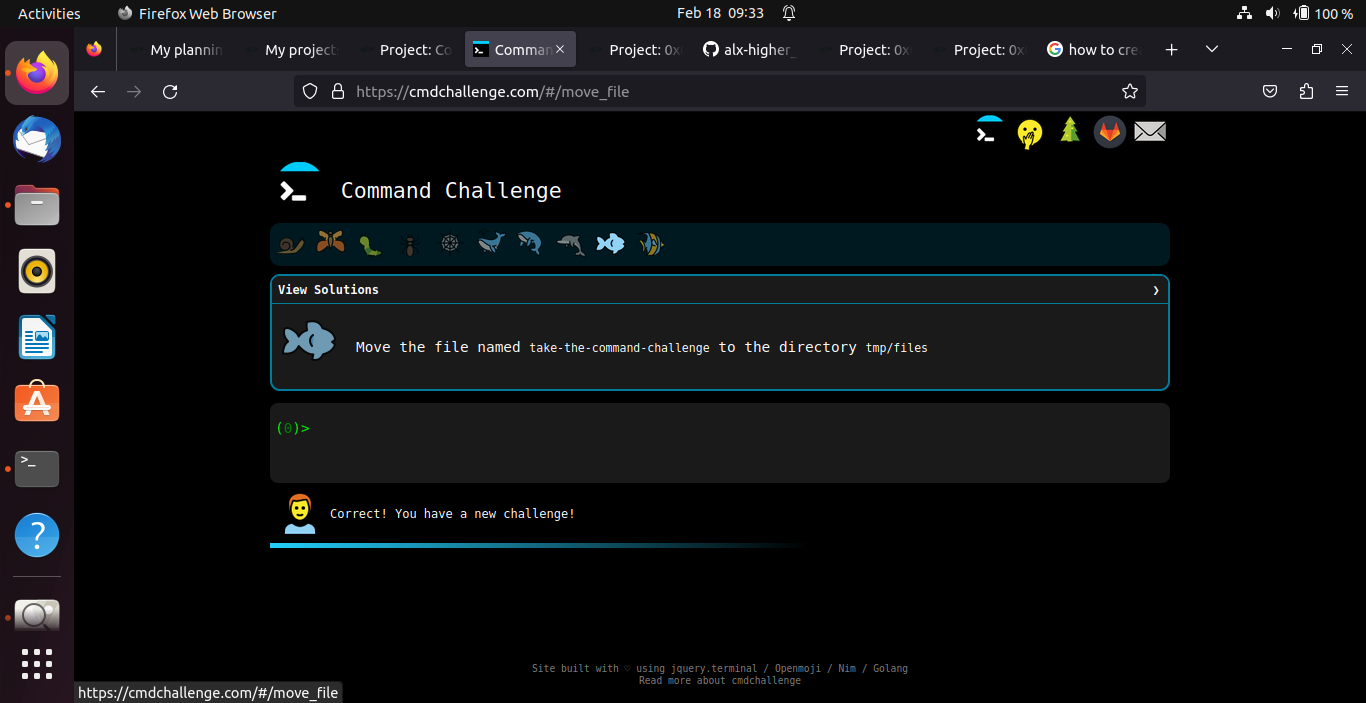 Activities Firefox Web Browser Feb 18 09:33 100 %
My plannin My project Project: Co Comman Project: 0x alx-higher_ Project: 0x Project: 0x how to cre
https://cmdchallenge.com/#/move_file
Command Challenge
View Solutions
Move the file named take-the-command-challenge to the directory tmp/files
(0)>
Correct! You have a new challenge!
Site built with ♡ using jquery.terminal / Openmoji / Nim / Golang
Read more about cmdchallenge
https://cmdchallenge.com/#/move_file